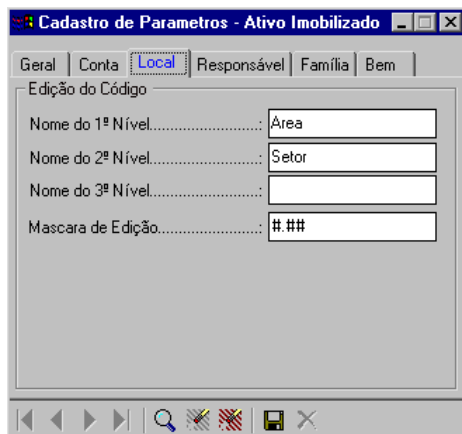 Cadastro de Parametros - Ativo Imobilizado
Geral Conta Local Responsável Família Bem
Edição do Código
Nome do 1º Nível........................: Area
Nome do 2º Nível........................: Setor
Nome do 3º Nível........................:
Mascara de Edição......................: #.##